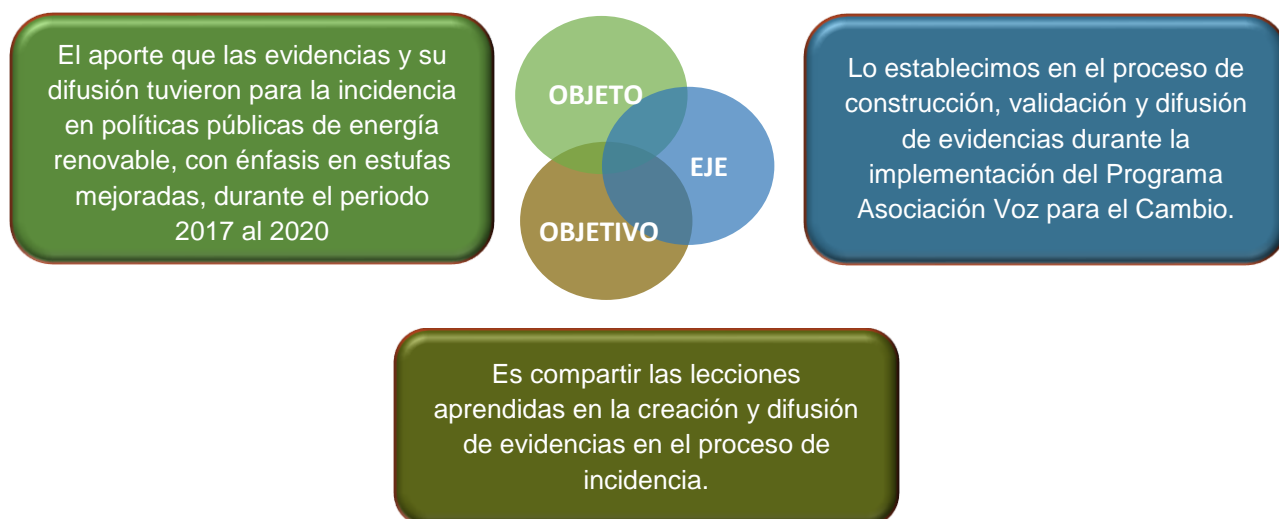 El aporte que las evidencias y su
difusión tuvieron para la incidencia
en políticas públicas de energía
renovable, con énfasis en estufas
mejoradas, durante el periodo
2017 al 2020
OBJETO
EJE
OBJETIVO
Lo establecimos en el proceso de
construcción, validación y difusión
de evidencias durante la
implementación del Programa
Asociación Voz para el Cambio.
Es compartir las lecciones
aprendidas en la creación y difusión
de evidencias en el proceso de
incidencia.